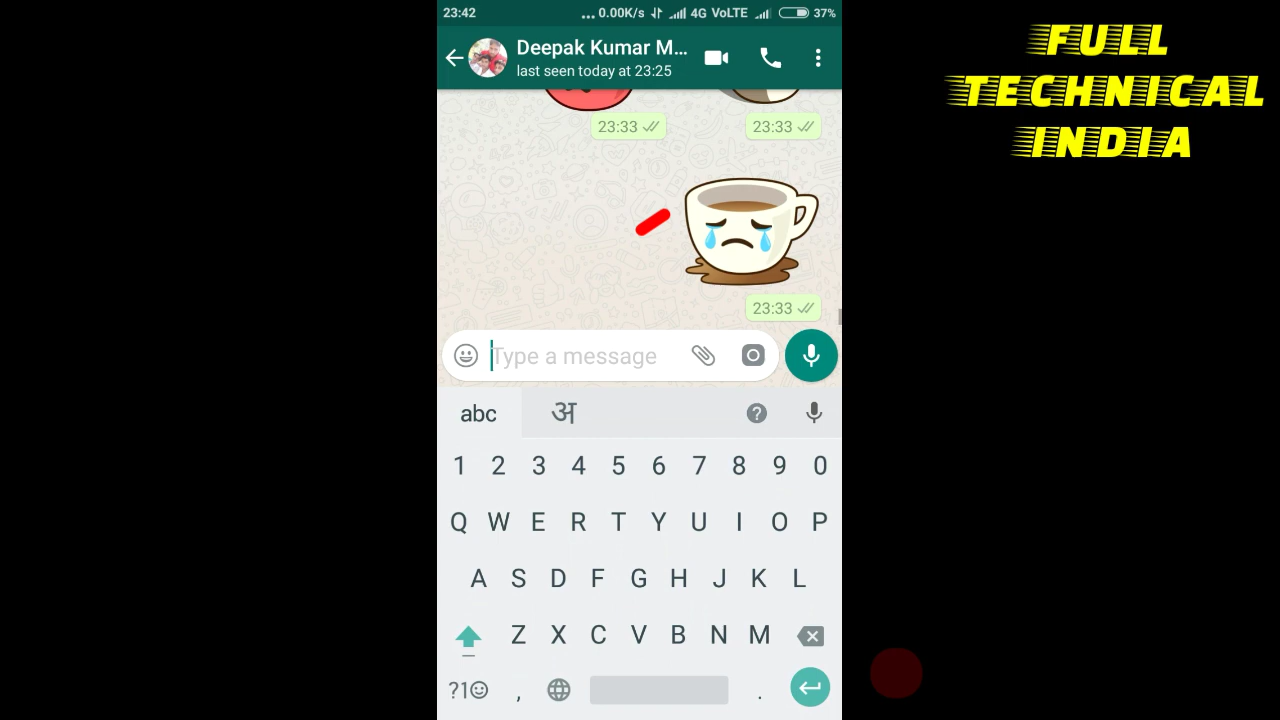 23:42
... 0.00K/s 4G VoLTE 37%
FULL
TECHNICAL
INDIA
Deepak Kumar M...
last seen today at 23:25
23:33 23:33
23:33
Type a message
abc अ ?
1 2 3 4 5 6 7 8 9 0
Q W E R T Y U I O P
A S D F G H J K L
Z X C V B N M
?1☺ , .